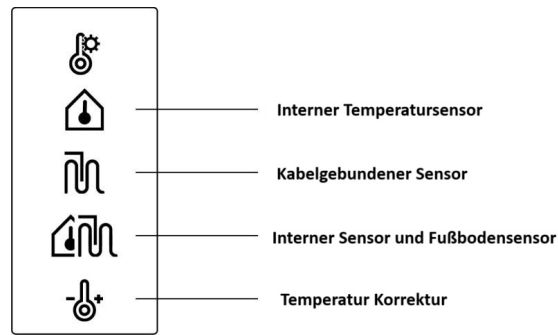 Interner Temperatursensor
Kabelgebundener Sensor
Interner Sensor und Fußbodensensor
Temperatur Korrektur